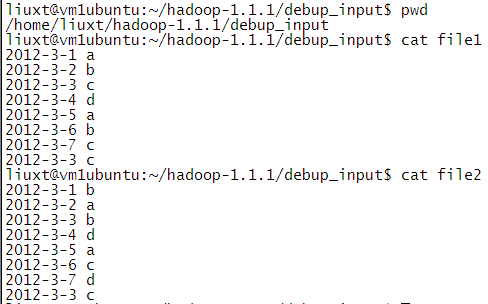 liuxt@vm1ubuntu:~/hadoop-1.1.1/debup_input$ pwd
/home/liuxt/hadoop-1.1.1/debup_input
liuxt@vm1ubuntu:~/hadoop-1.1.1/debup_input$ cat file1
2012-3-1 a
2012-3-2 b
2012-3-3 c
2012-3-4 d
2012-3-5 a
2012-3-6 b
2012-3-7 c
2012-3-3 c
liuxt@vm1ubuntu:~/hadoop-1.1.1/debup_input$ cat file2
2012-3-1 b
2012-3-2 a
2012-3-3 b
2012-3-4 d
2012-3-5 a
2012-3-6 c
2012-3-7 d
2012-3-3 c